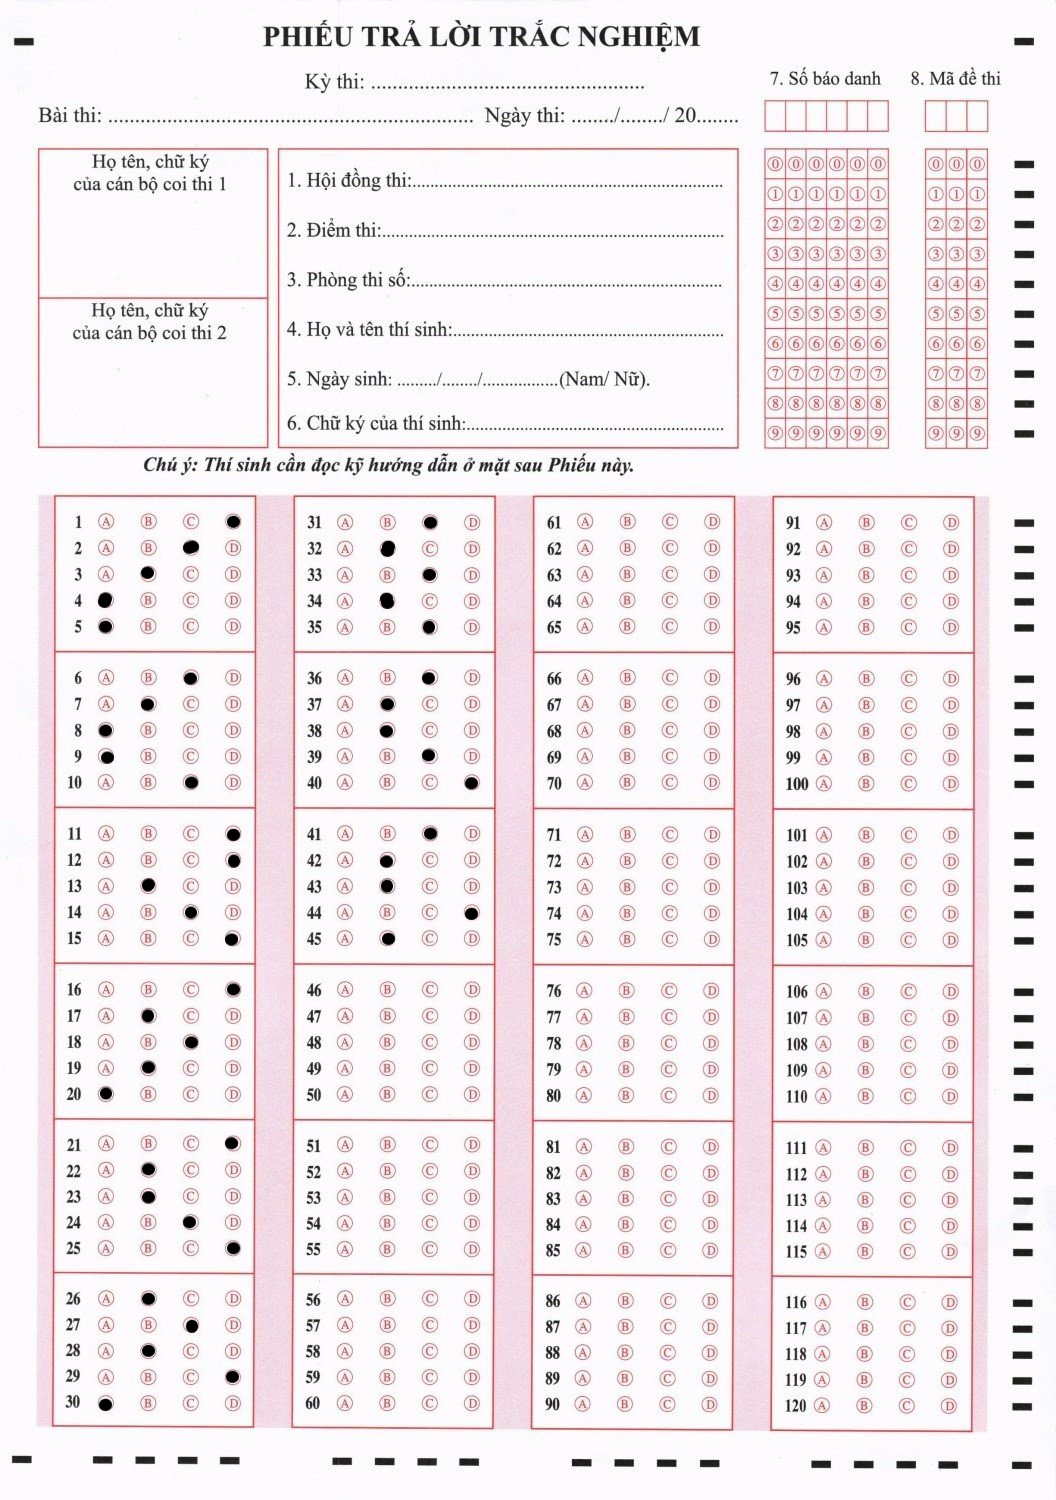 PHIẾU TRẢ LỜI TRẮC NGHIỆM
Kỳ thi: ..................................................
7. Số báo danh 8. Mã đề thi
Bài thi: .................................................................... Ngày thi: ......../......../ 20........
Họ tên, chữ ký
của cán bộ coi thi 1
Họ tên, chữ ký
của cán bộ coi thi 2
1. Hội đồng thi:..............................................................
2. Điểm thi:....................................................................
3. Phòng thi số:..............................................................
4. Họ và tên thí sinh:......................................................
5. Ngày sinh: ......../......../...............(Nam/ Nữ).
6. Chữ ký của thí sinh:...................................................
0 0 0 0 0 0 0 0 0
1 1 1 1 1 1 1 1 1
2 2 2 2 2 2 2 2 2
3 3 3 3 3 3 3 3 3
4 4 4 4 4 4 4 4 4
5 5 5 5 5 5 5 5 5
6 6 6 6 6 6 6 6 6
7 7 7 7 7 7 7 7 7
8 8 8 8 8 8 8 8 8
9 9 9 9 9 9 9 9 9
Chú ý: Thí sinh cần đọc kỹ hướng dẫn ở mặt sau Phiếu này.
1 A B C
2 A B D
3 A C D
4 B C D
5 B C D
6 A B D
7 A C D
8 B C D
9 B C D
10 A B D
11 A B C
12 A B C
13 A C D
14 A B D
15 A B C
16 A B C
17 A C D
18 A B D
19 A C D
20 B C D
21 A B C
22 A C D
23 A C D
24 A B D
25 A B C
26 A C D
27 A B D
28 A C D
29 A B C
30 B C D
31 A B D
32 A C D
33 A B D
34 A C D
35 A B D
36 A B D
37 A C D
38 A C D
39 A B D
40 A B C
41 A B D
42 A C D
43 A C D
44 A B C
45 A C D
46 A B C D
47 A B C D
48 A B C D
49 A B C D
50 A B C D
51 A B C D
52 A B C D
53 A B C D
54 A B C D
55 A B C D
56 A B C D
57 A B C D
58 A B C D
59 A B C D
60 A B C D
61 A B C D
62 A B C D
63 A B C D
64 A B C D
65 A B C D
66 A B C D
67 A B C D
68 A B C D
69 A B C D
70 A B C D
71 A B C D
72 A B C D
73 A B C D
74 A B C D
75 A B C D
76 A B C D
77 A B C D
78 A B C D
79 A B C D
80 A B C D
81 A B C D
82 A B C D
83 A B C D
84 A B C D
85 A B C D
86 A B C D
87 A B C D
88 A B C D
89 A B C D
90 A B C D
91 A B C D
92 A B C D
93 A B C D
94 A B C D
95 A B C D
96 A B C D
97 A B C D
98 A B C D
99 A B C D
100 A B C D
101 A B C D
102 A B C D
103 A B C D
104 A B C D
105 A B C D
106 A B C D
107 A B C D
108 A B C D
109 A B C D
110 A B C D
111 A B C D
112 A B C D
113 A B C D
114 A B C D
115 A B C D
116 A B C D
117 A B C D
118 A B C D
119 A B C D
120 A B C D